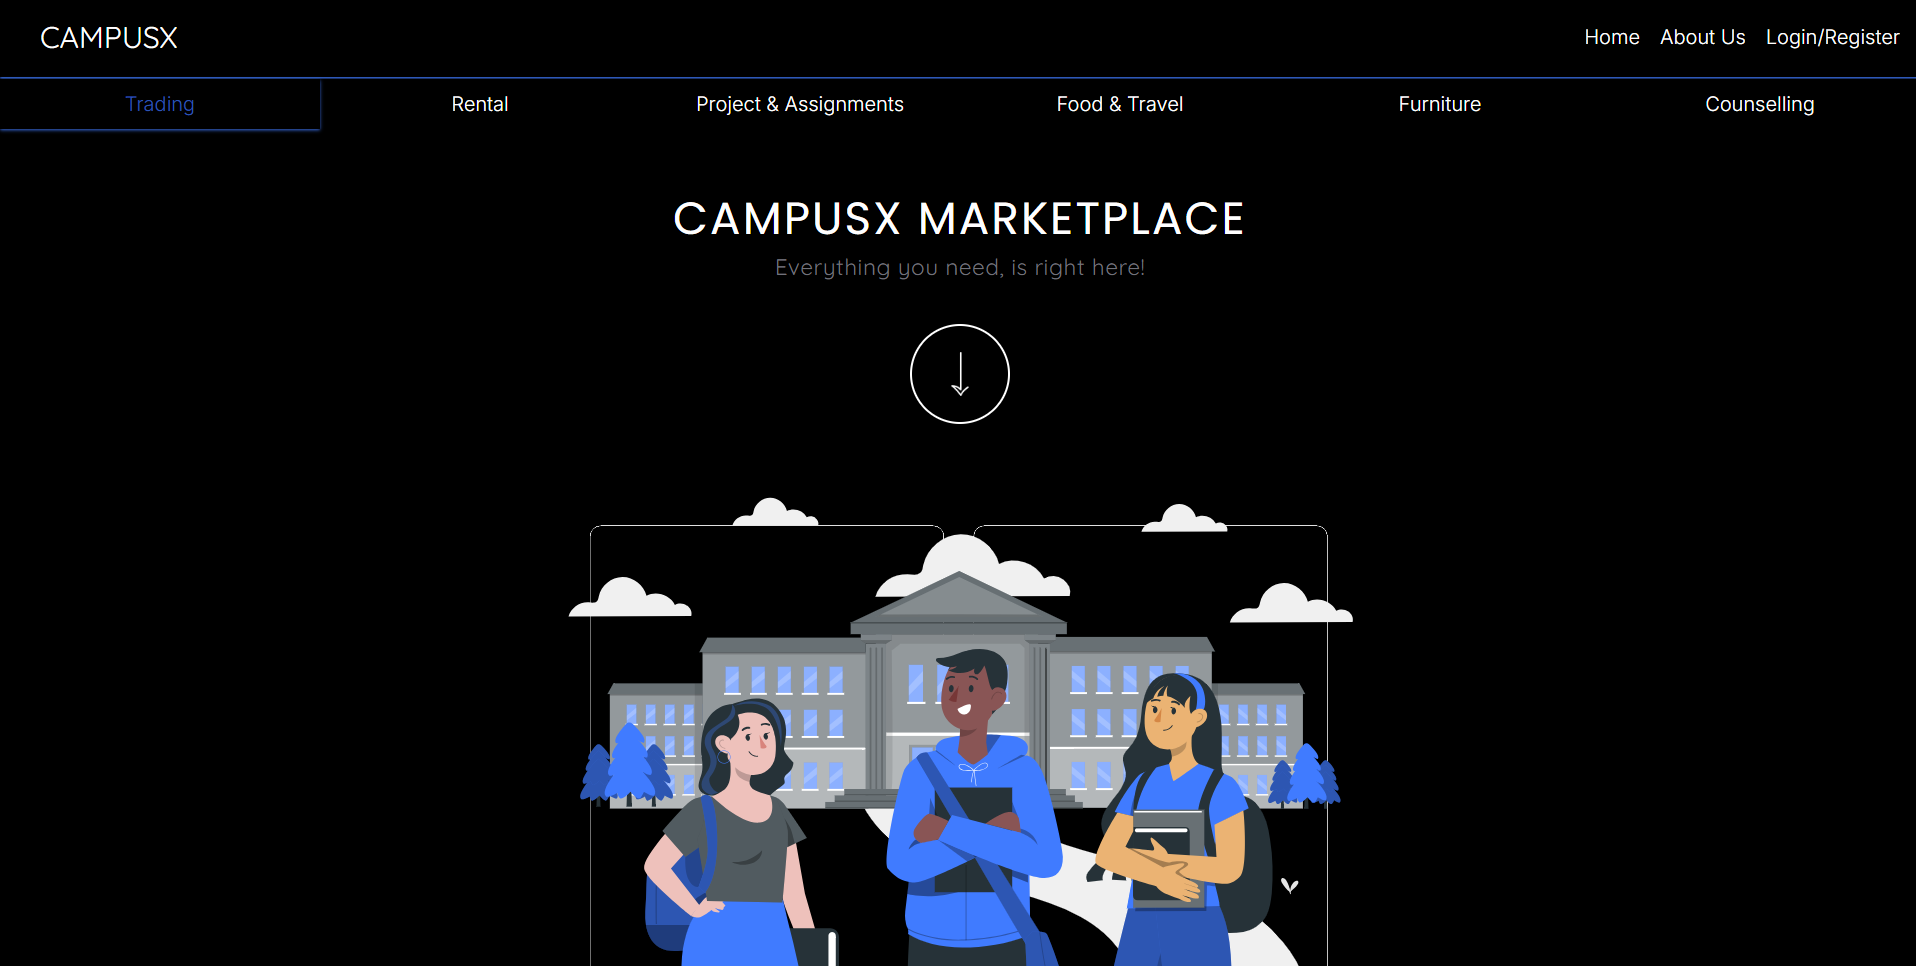 CAMPUSX
Home About Us Login/Register
Trading Rental Project & Assignments Food & Travel Furniture Counselling
CAMPUSX MARKETPLACE
Everything you need, is right here!